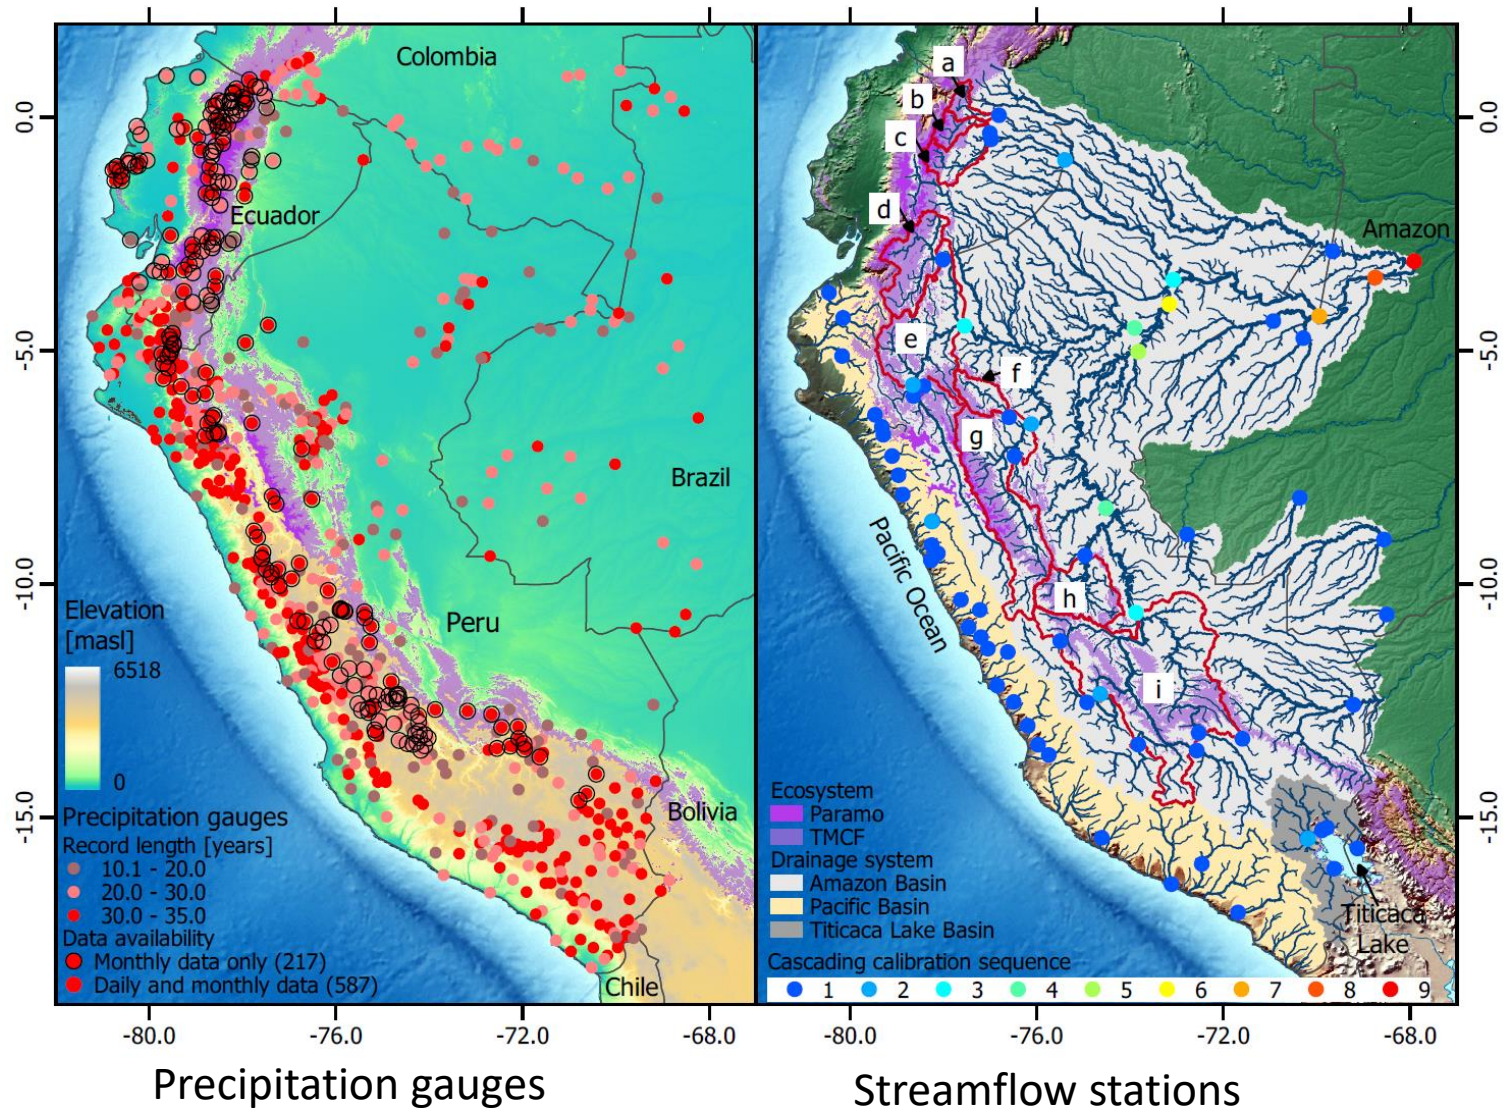 Colombia
Ecuador
Brazil
Peru
Bolivia
Chile
Elevation
[masl]
6518
0
Precipitation gauges
Record length [years]
10.1 - 20.0
20.0 - 30.0
30.0 - 35.0
Data availability
Monthly data only (217)
Daily and monthly data (587)
0.0
-5.0
-10.0
-15.0
-80.0
-76.0
-72.0
-68.0
Precipitation gauges
a
b
c
d
e
f
g
h
i
Amazon
Pacific Ocean
Titicaca
Lake
Ecosystem
Paramo
TMCF
Drainage system
Amazon Basin
Pacific Basin
Titicaca Lake Basin
Cascading calibration sequence
1 2 3 4 5 6 7 8 9
0.0
-5.0
-10.0
-15.0
-80.0
-76.0
-72.0
-68.0
Streamflow stations